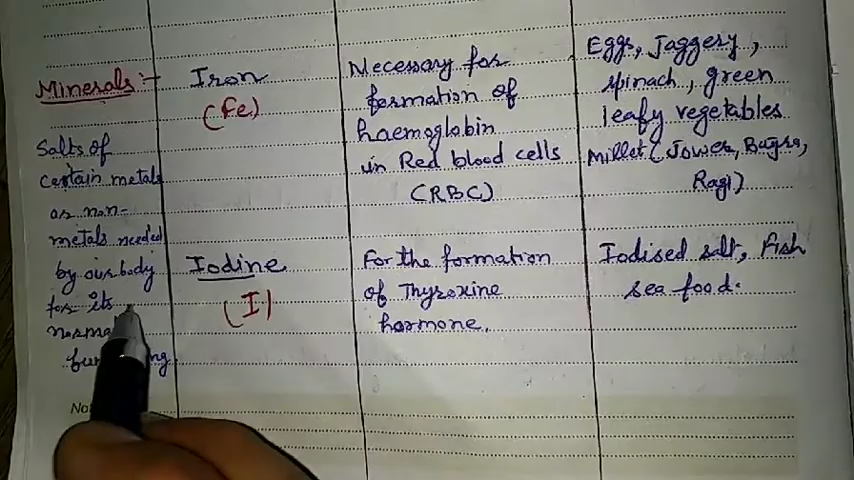 Minerals :-
Salts of
certain metals
or non-
metals needed
by our body
for its
Iron
(Fe)
Necessary for
formation of
haemoglobin
in Red blood cells
(RBC)
Eggs, Jaggery,
spinach, green
leafy vegetables
Millet (Jower, Bajra,
Ragi)
Iodine
(I)
For the formation
of Thyroxine
hormone.
Iodised salt, Fish
sea food.